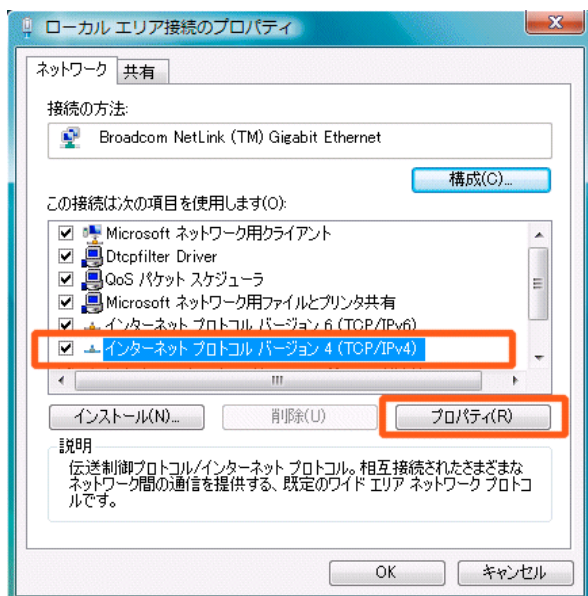 ローカル エリア接続のプロパティ
ネットワーク 共有
接続の方法:
Broadcom NetLink (TM) Gigabit Ethernet
構成(C)...
この接続は次の項目を使用します(O):
Microsoft ネットワーク用クライアント
Dtcpfilter Driver
QoS パケット スケジューラ
Microsoft ネットワーク用ファイルとプリンタ共有
インターネット プロトコル バージョン 6 (TCP/IPv6)
インターネット プロトコル バージョン 4 (TCP/IPv4)
インストール(N)... 削除(U) プロパティ(R)
説明
伝送制御プロトコル/インターネット プロトコル。相互接続されたさまざまな
ネットワーク間の通信を提供する、既定のワイド エリア ネットワーク プロトコ
ルです。
OK キャンセル